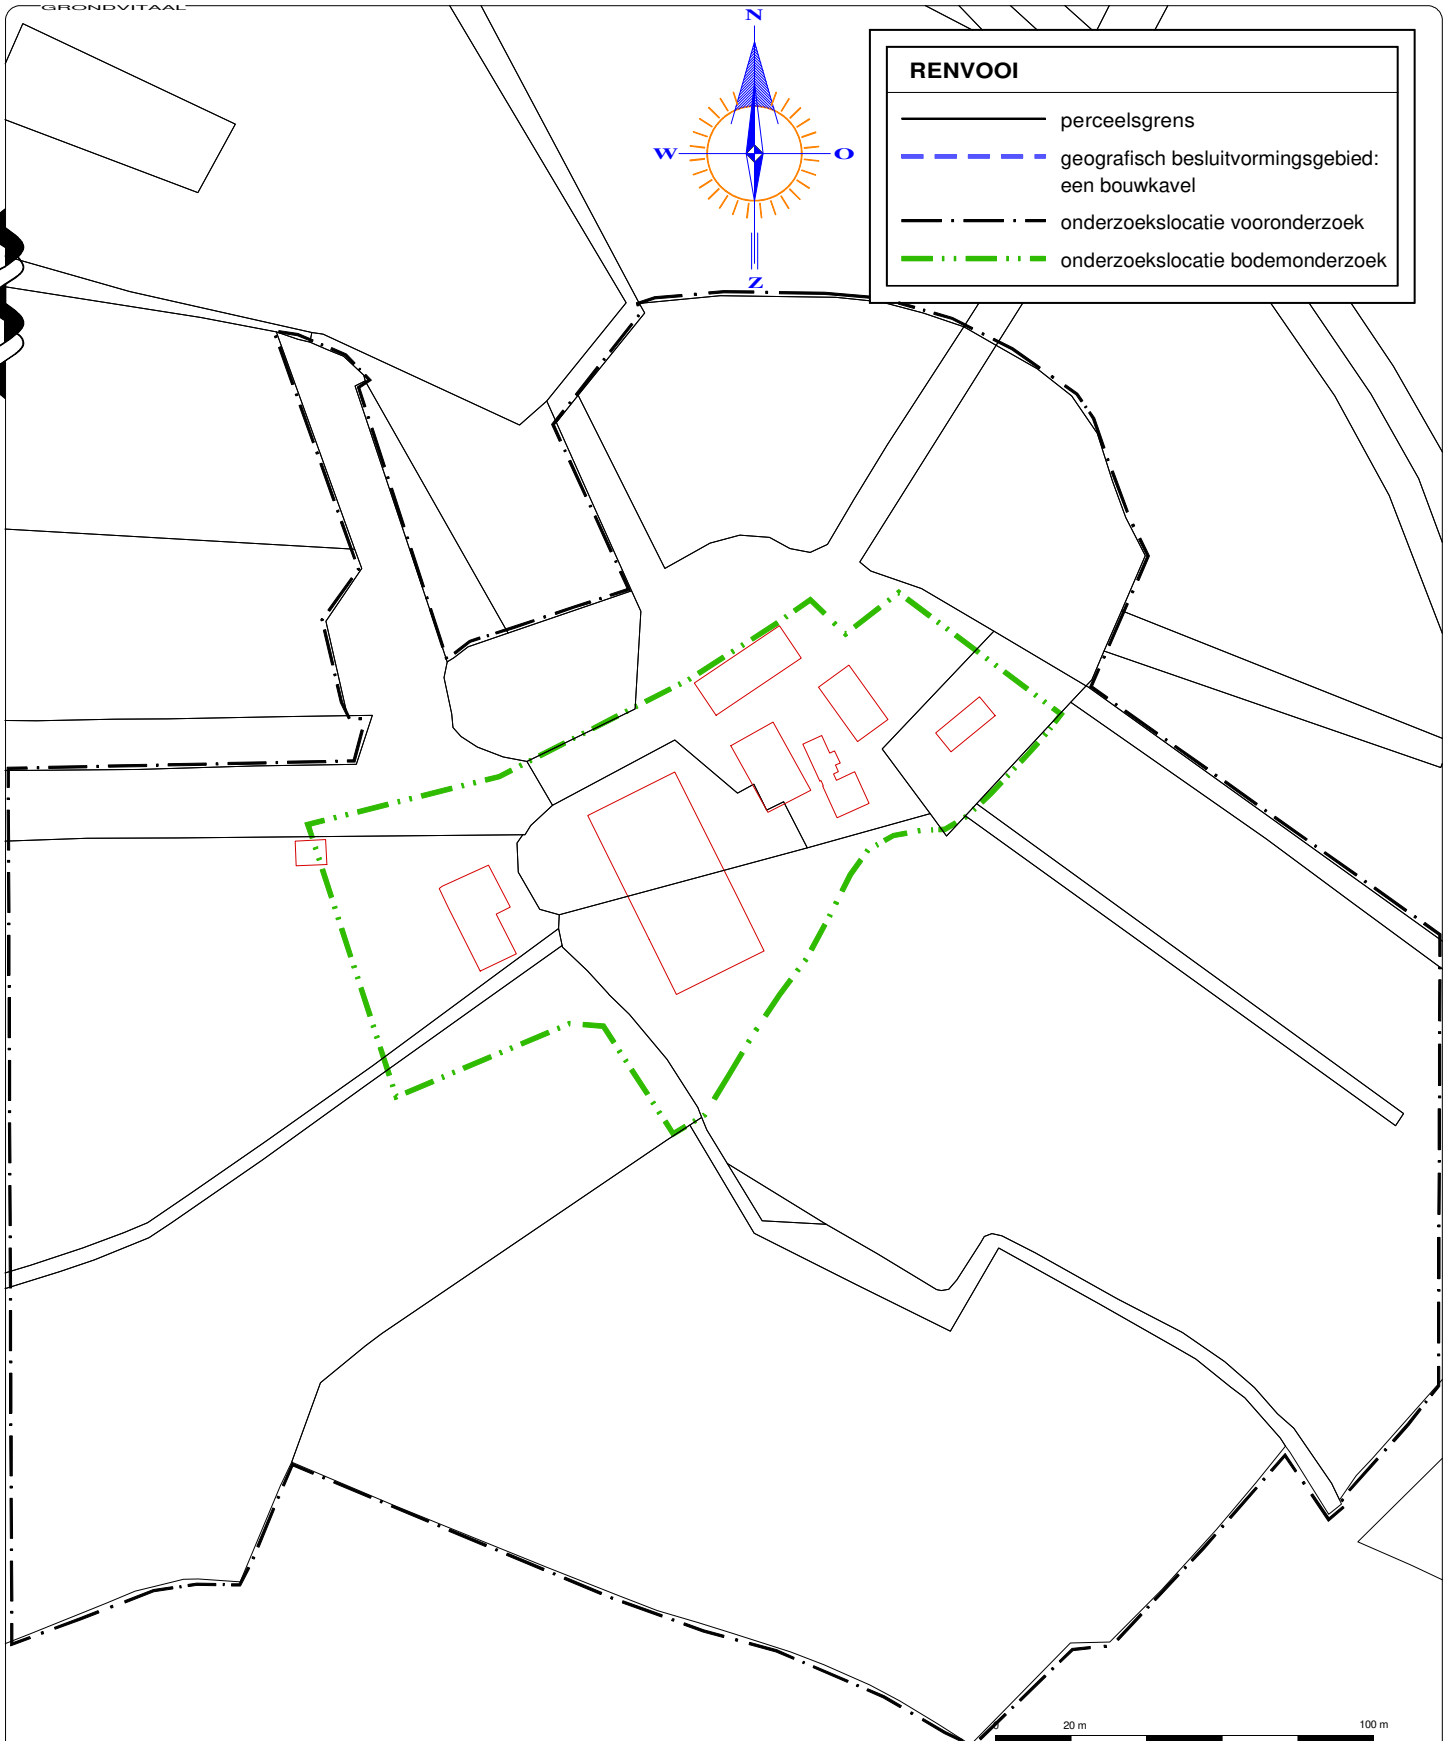 GRONDVITAAL
N
W
O
Z
RENVOOI
perceelsgrens
geografisch besluitvormingsgebied:
een bouwkavel
onderzoekslocatie vooronderzoek
onderzoekslocatie bodemonderzoek
0 20 m 100 m